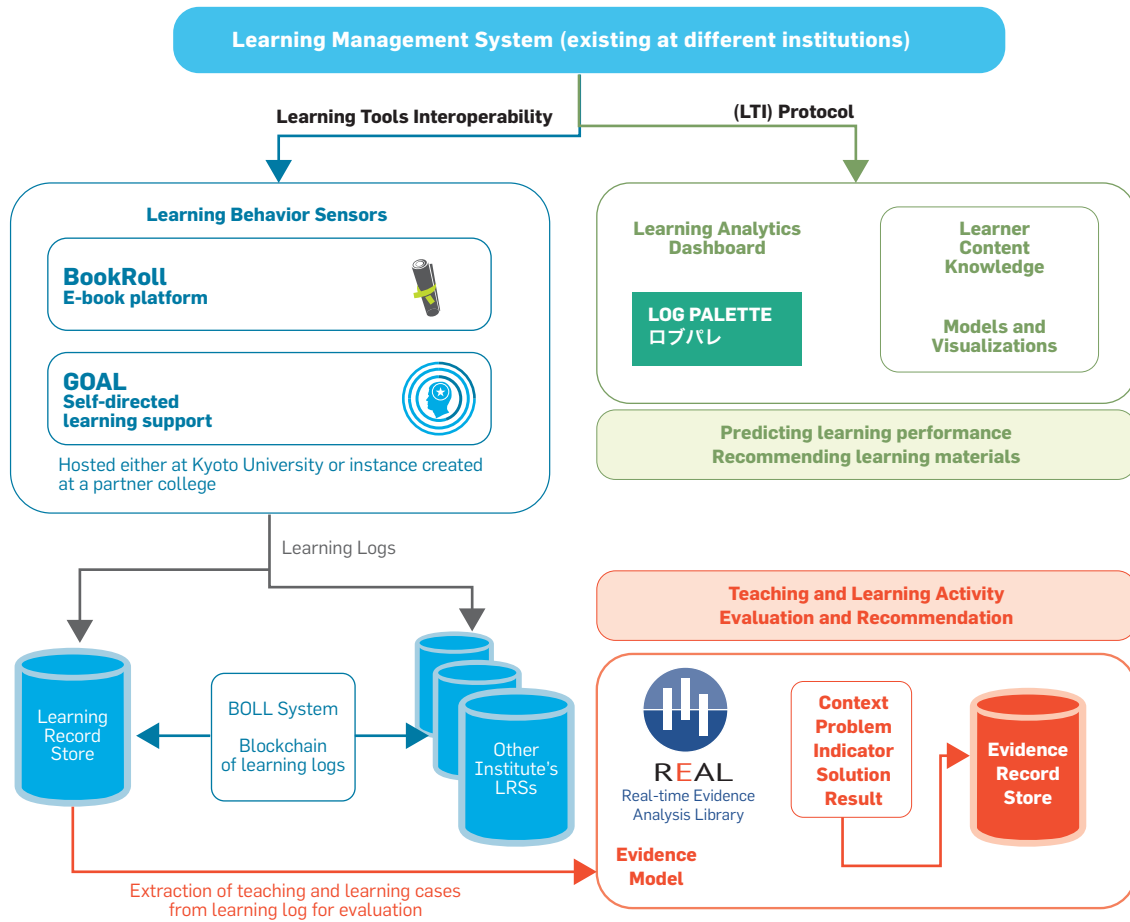 Learning Management System (existing at different institutions)
Learning Tools Interoperability
(LTI) Protocol
Learning Behavior Sensors
BookRoll
E-book platform
GOAL
Self-directed
learning support
Hosted either at Kyoto University or instance created
at a partner college
Learning Analytics
Dashboard
LOG PALETTE
ロブパレ
Learner
Content
Knowledge
Models and
Visualizations
Predicting learning performance
Recommending learning materials
Learning Logs
Learning
Record
Store
BOLL System
Blockchain
of learning logs
Other
Institute's
LRSs
Teaching and Learning Activity
Evaluation and Recommendation
REAL
Real-time Evidence
Analysis Library
Evidence
Model
Context
Problem
Indicator
Solution
Result
Evidence
Record
Store
Extraction of teaching and learning cases
from learning log for evaluation